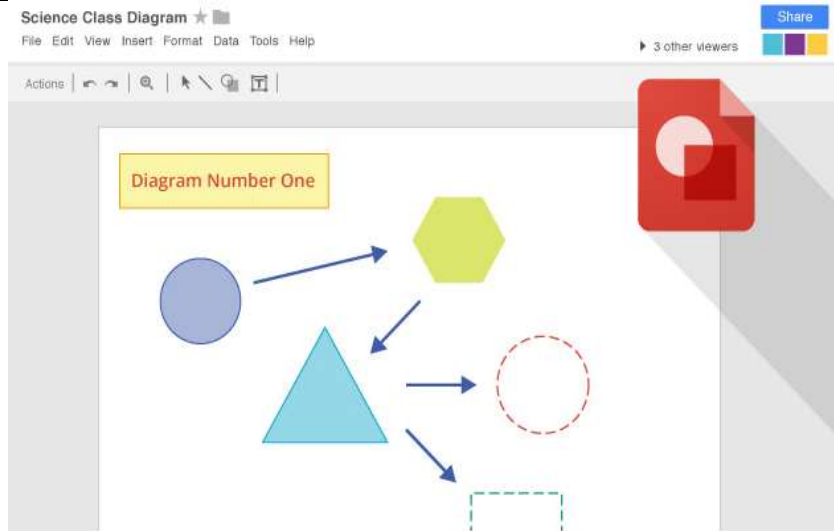 Science Class Diagram
Share
File Edit View Insert Format Data Tools Help
3 other viewers
Actions
T
Diagram Number One